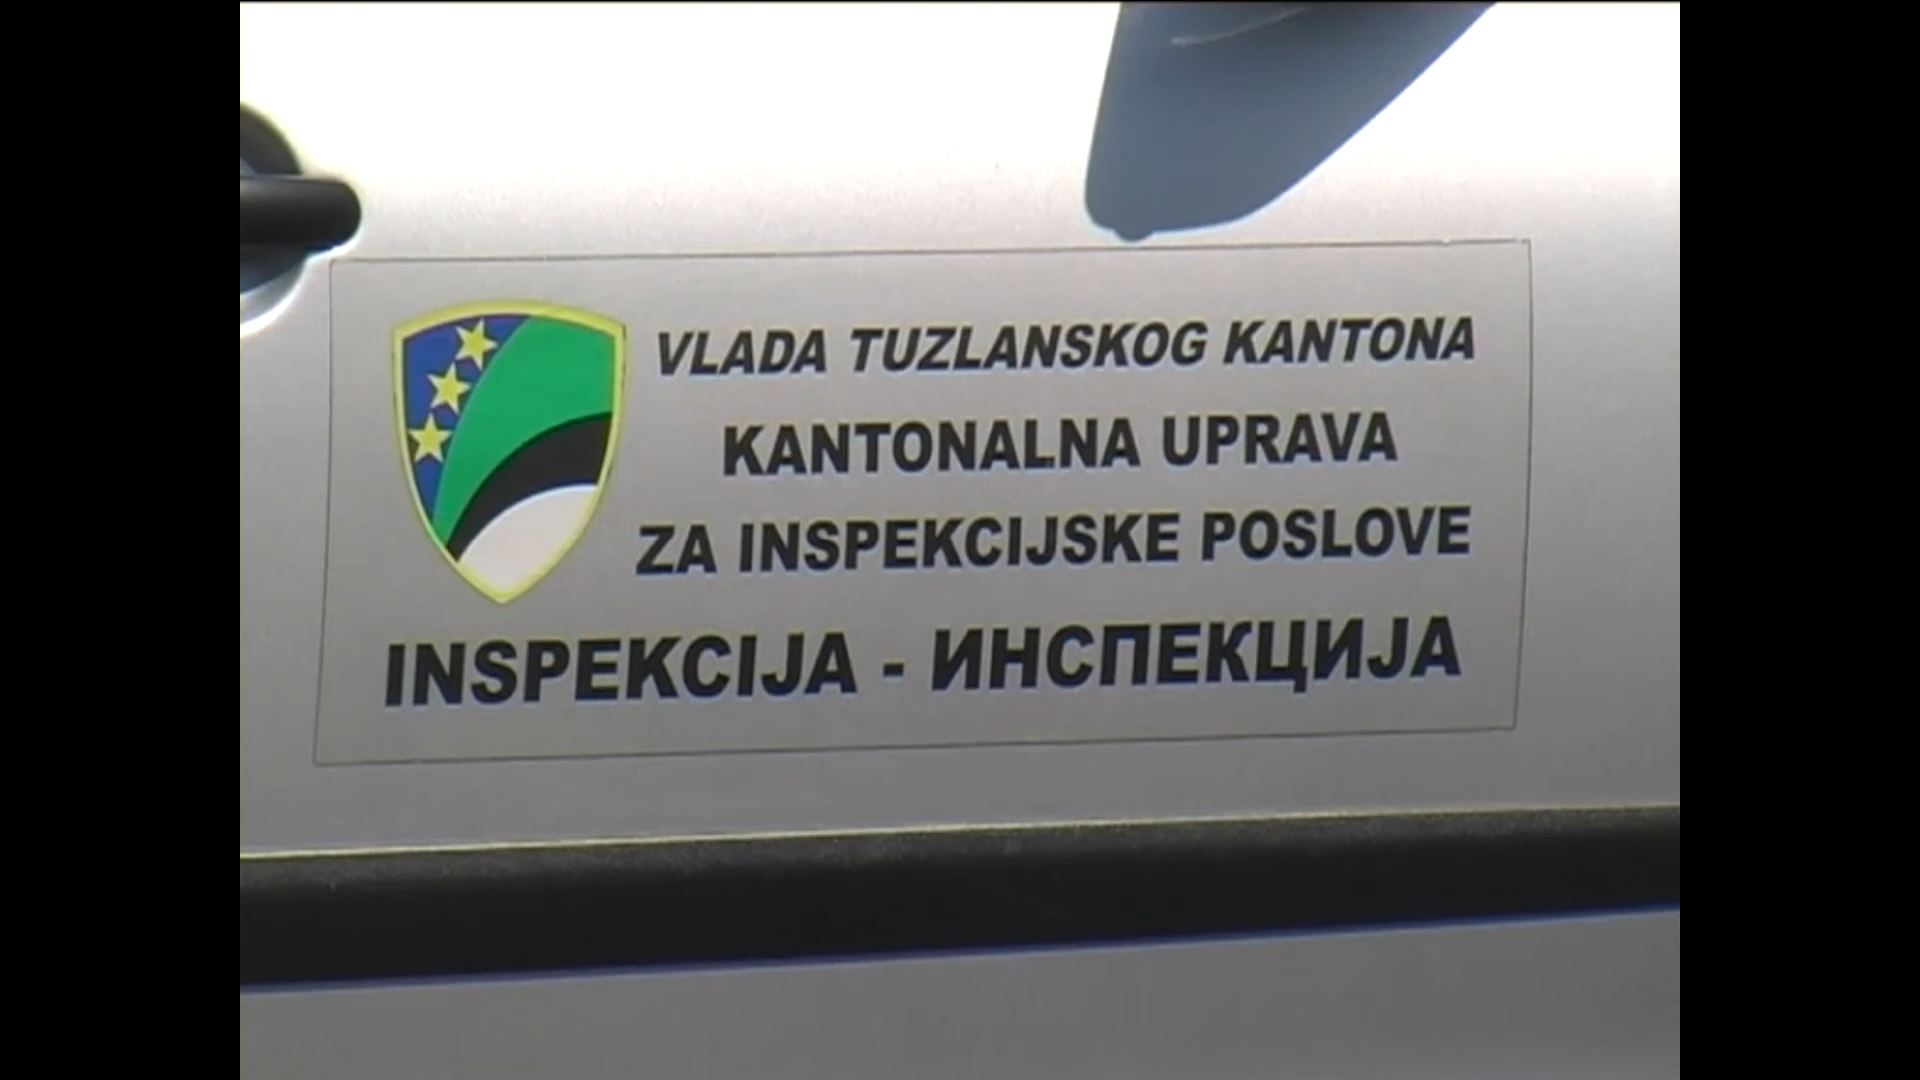 VLADA TUZLANSKOG KANTONA
KANTONALNA UPRAVA
ZA INSPEKCIJSKE POSLOVE
INSPEKCIJA - ИНСПЕКЦИЈА